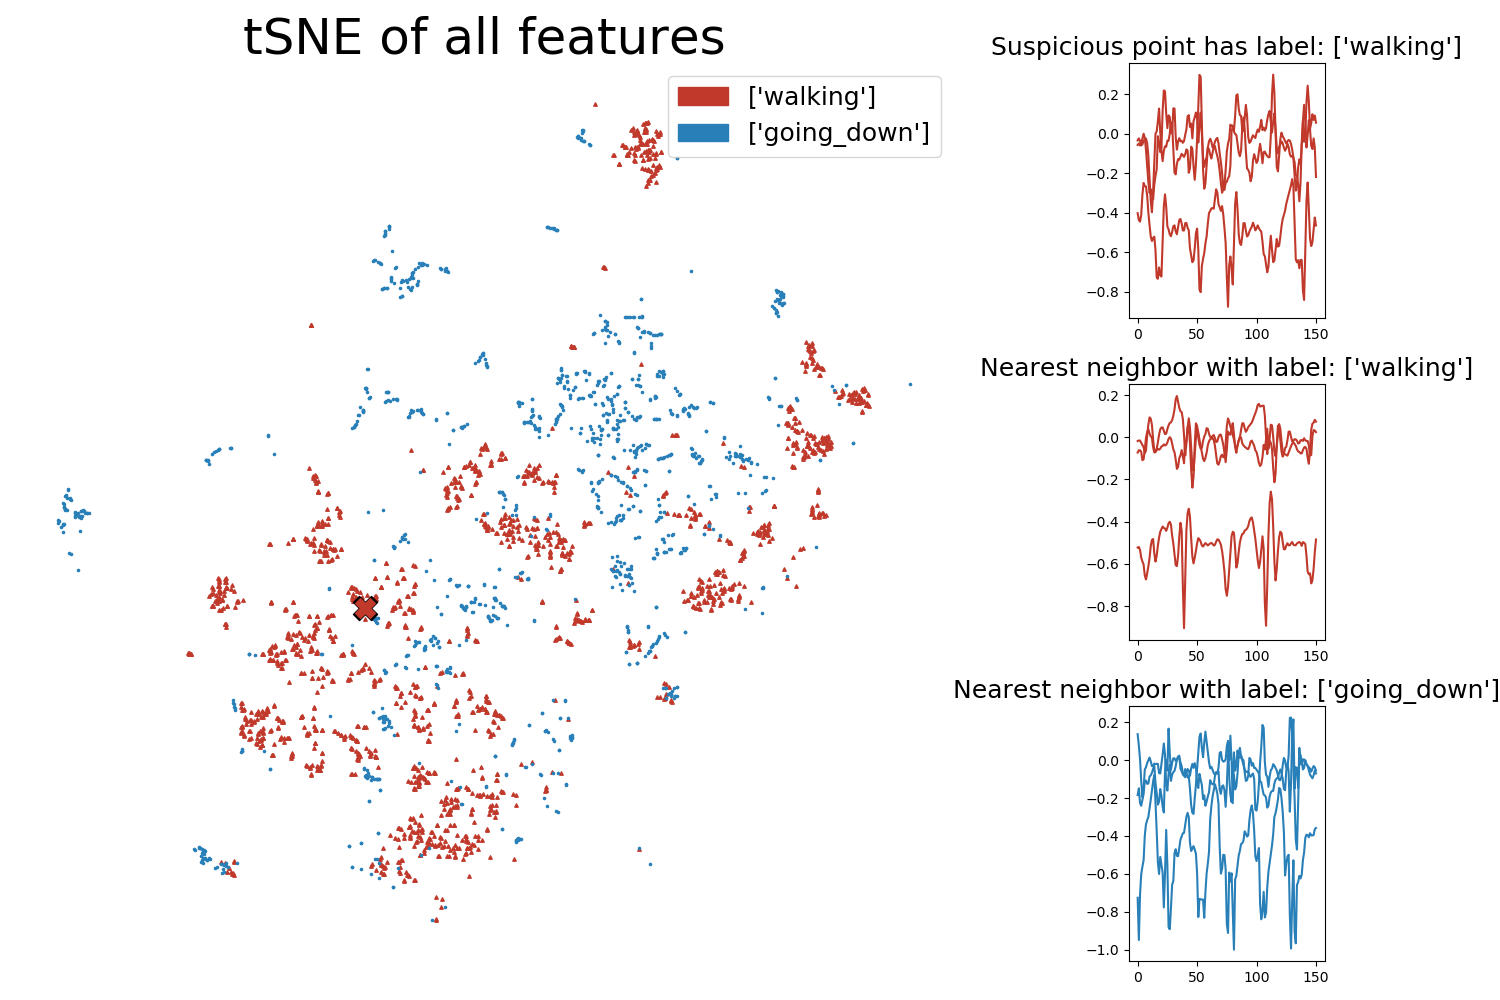 tSNE of all features
['walking']
['going_down']
Suspicious point has label: ['walking']
0.2
0.0
−0.2
−0.4
−0.6
−0.8
0 50 100 150
Nearest neighbor with label: ['walking']
0.2
0.0
−0.2
−0.4
−0.6
−0.8
0 50 100 150
Nearest neighbor with label: ['going_down']
0.2
0.0
−0.2
−0.4
−0.6
−0.8
−1.0
0 50 100 150